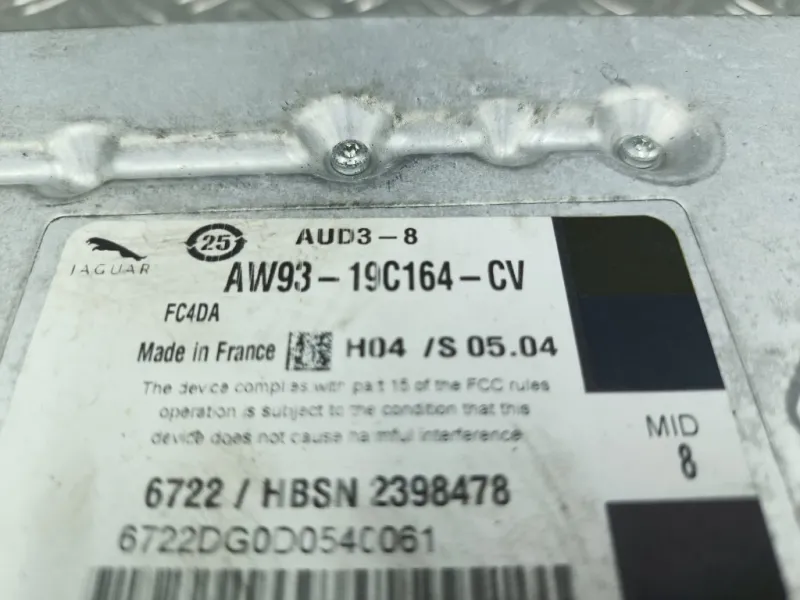 JAGUAR
25
AUD3-8
AW93-19C164-CV
FC4DA
Made in France H04 /S 05.04
The device complies with part 15 of the FCC rules
operation is subject to the condition that this
device does not cause harmful interference
MID
8
6722 / HBSN 2398478
6722DG0D0540061